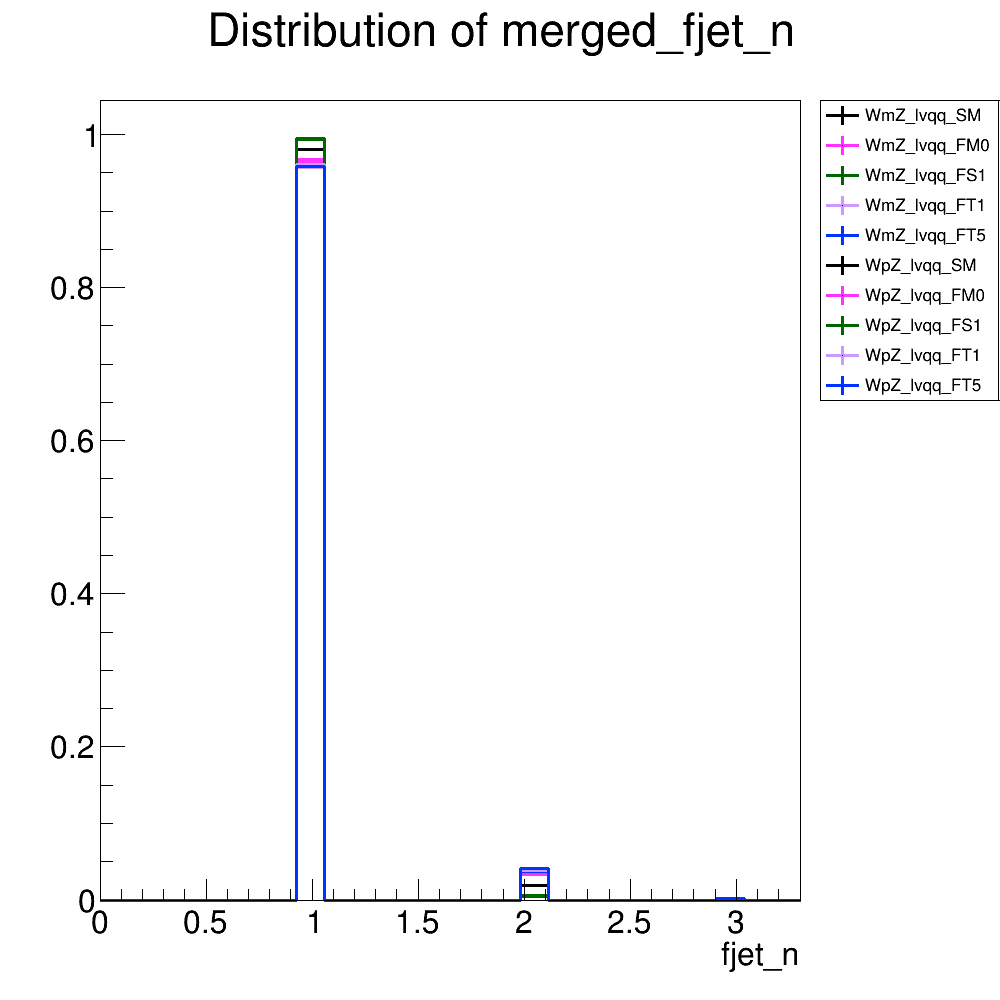 Distribution of merged_fjet_n
1
0.8
0.6
0.4
0.2
0
0 0.5 1 1.5 2 2.5 3
fjet_n
WmZ_lvqq_SM
WmZ_lvqq_FM0
WmZ_lvqq_FS1
WmZ_lvqq_FT1
WmZ_lvqq_FT5
WpZ_lvqq_SM
WpZ_lvqq_FM0
WpZ_lvqq_FS1
WpZ_lvqq_FT1
WpZ_lvqq_FT5